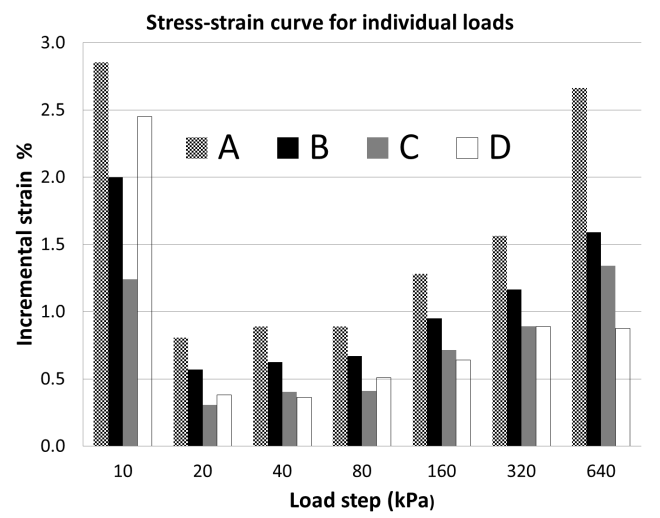 Stress-strain curve for individual loads
3.0
2.5
2.0
1.5
1.0
0.5
0.0
Incremental strain %
A B C D
10 20 40 80 160 320 640
Load step (kPa)